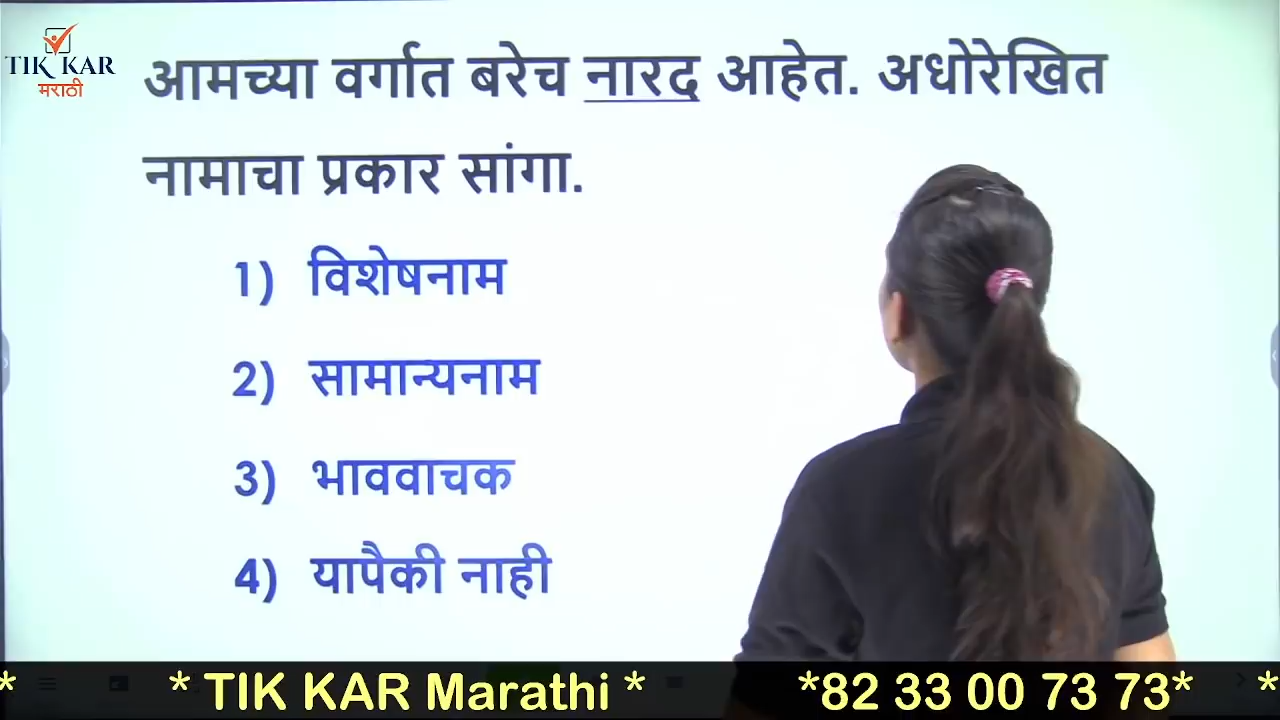 TIK KAR
मराठी
आमच्या वर्गात बरेच नारद आहेत. अधोरेखित
नामाचा प्रकार सांगा.
1) विशेषनाम
2) सामान्यनाम
3) भाववाचक
4) यापैकी नाही
* * TIK KAR Marathi * *82 33 00 73 73* *